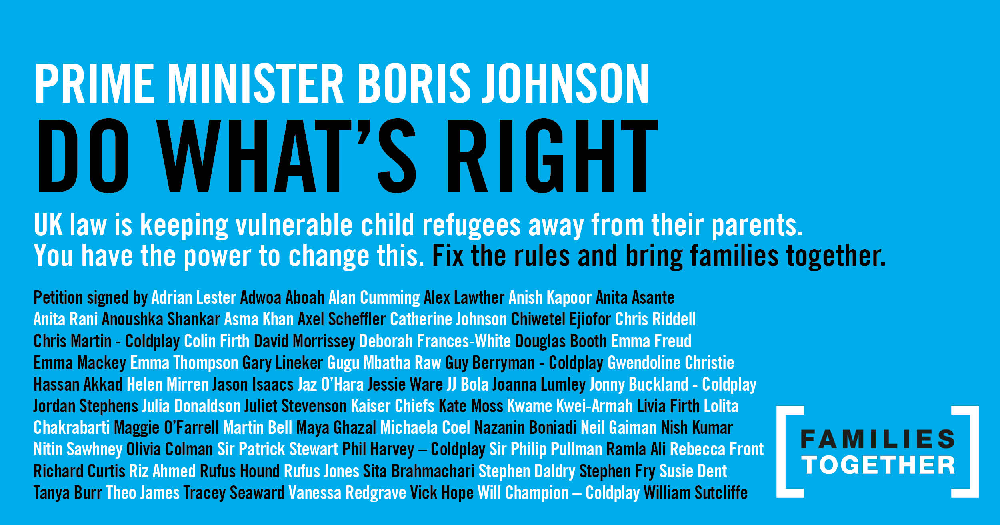 PRIME MINISTER BORIS JOHNSON
DO WHAT'S RIGHT
UK law is keeping vulnerable child refugees away from their parents.
You have the power to change this. Fix the rules and bring families together.
Petition signed by Adrian Lester Adwoa Aboah Alan Cumming Alex Lawther Anish Kapoor Anita Asante
Anita Rani Anoushka Shankar Asma Khan Axel Scheffler Catherine Johnson Chiwetel Ejiofor Chris Riddell
Chris Martin - Coldplay Colin Firth David Morrissey Deborah Frances-White Douglas Booth Emma Freud
Emma Mackey Emma Thompson Gary Lineker Gugu Mbatha Raw Guy Berryman - Coldplay Gwendoline Christie
Hassan Akkad Helen Mirren Jason Isaacs Jaz O'Hara Jessie Ware JJ Bola Joanna Lumley Jonny Buckland - Coldplay
Jordan Stephens Julia Donaldson Juliet Stevenson Kaiser Chiefs Kate Moss Kwame Kwei-Armah Livia Firth Lolita
Chakrabarti Maggie O'Farrell Martin Bell Maya Ghazal Michaela Coel Nazanin Boniadi Neil Gaiman Nish Kumar
Nitin Sawhney Olivia Colman Sir Patrick Stewart Phil Harvey – Coldplay Sir Philip Pullman Ramla Ali Rebecca Front
Richard Curtis Riz Ahmed Rufus Hound Rufus Jones Sita Brahmachari Stephen Daldry Stephen Fry Susie Dent
Tanya Burr Theo James Tracey Seaward Vanessa Redgrave Vick Hope Will Champion – Coldplay William Sutcliffe
FAMILIES
TOGETHER